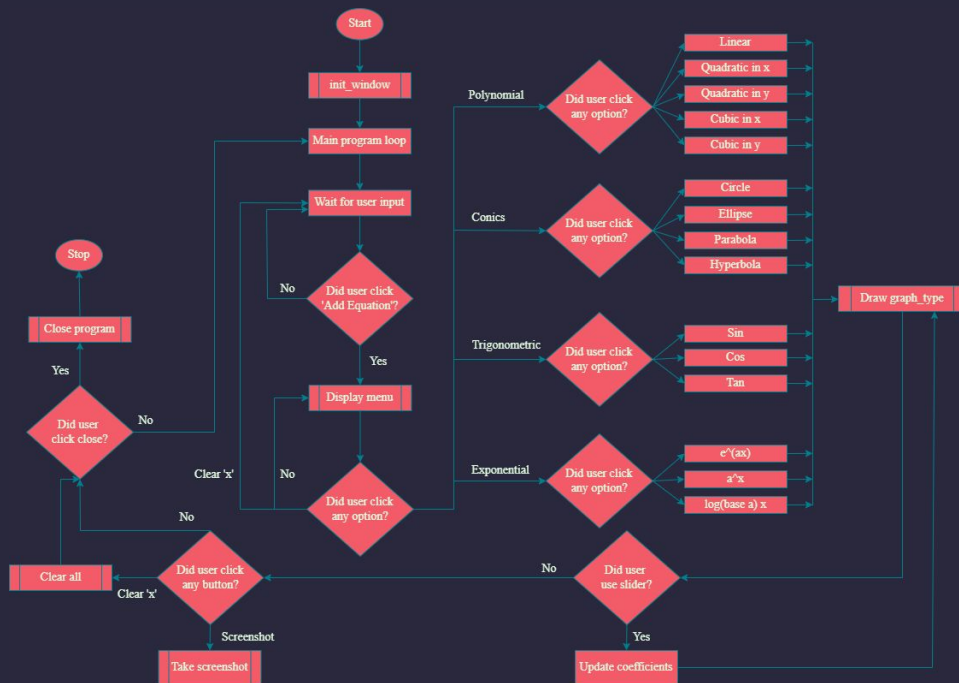 Start
init_window
Main program loop
Wait for user input
Did user click
'Add Equation'?
No
Yes
Display menu
Did user click
any option?
No
Clear 'x'
Polynomial
Did user click
any option?
Linear
Quadratic in x
Quadratic in y
Cubic in x
Cubic in y
Conics
Did user click
any option?
Circle
Ellipse
Parabola
Hyperbola
Trigonometric
Did user click
any option?
Sin
Cos
Tan
Exponential
Did user click
any option?
e^(ax)
a^x
log(base a) x
Draw graph_type
Did user
use slider?
Yes
Update coefficients
No
Did user click
any button?
Screenshot
Take screenshot
Clear 'x'
Clear all
No
Did user
click close?
No
Yes
Close program
Stop